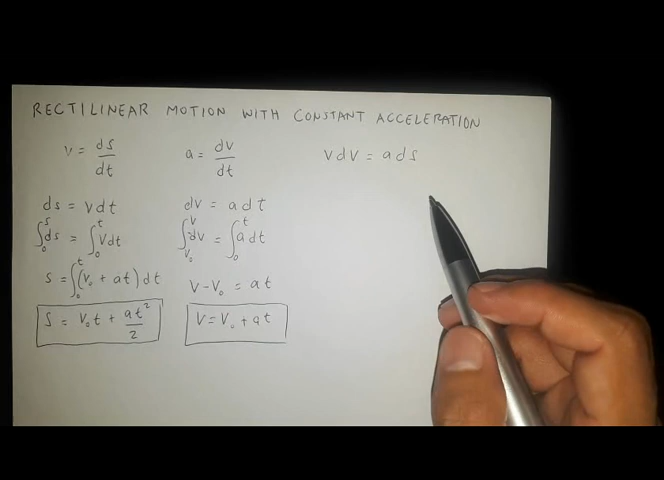 RECTILINEAR MOTION WITH CONSTANT ACCELERATION
v = ds/dt
ds = vdt
∫₀ˢ ds = ∫₀ᵗ vdt
s = ∫₀ᵗ (v₀ + at) dt
s = v₀t + at²/2
a = dv/dt
dv = adt
∫ᵥ₀ᵛ dv = ∫₀ᵗ adt
v-v₀ = at
v = v₀ + at
vdv = ads